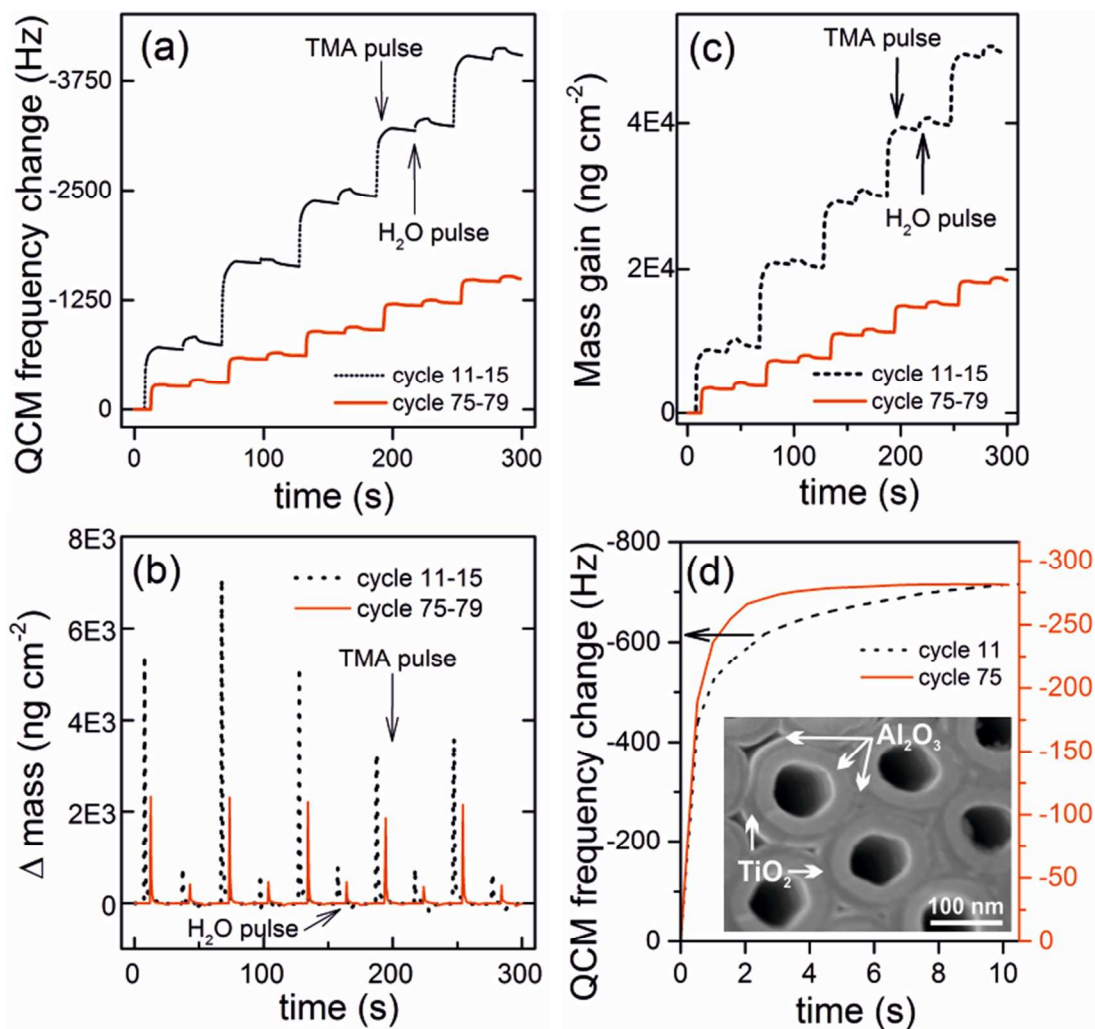 (a)
QCM frequency change (Hz)
-3750
-2500
-1250
0
TMA pulse
H₂O pulse
cycle 11-15
cycle 75-79
0 100 200 300
time (s)
(c)
Mass gain (ng cm⁻²)
4E4
2E4
0
TMA pulse
H₂O pulse
cycle 11-15
cycle 75-79
0 100 200 300
time (s)
(b)
Δ mass (ng cm⁻²)
8E3
6E3
4E3
2E3
0
cycle 11-15
cycle 75-79
TMA pulse
H₂O pulse
0 100 200 300
time (s)
(d)
QCM frequency change (Hz)
-800
-600
-400
-200
0
-300
-250
-200
-150
-100
-50
0
cycle 11
cycle 75
Al₂O₃
TiO₂
100 nm
0 2 4 6 8 10
time (s)